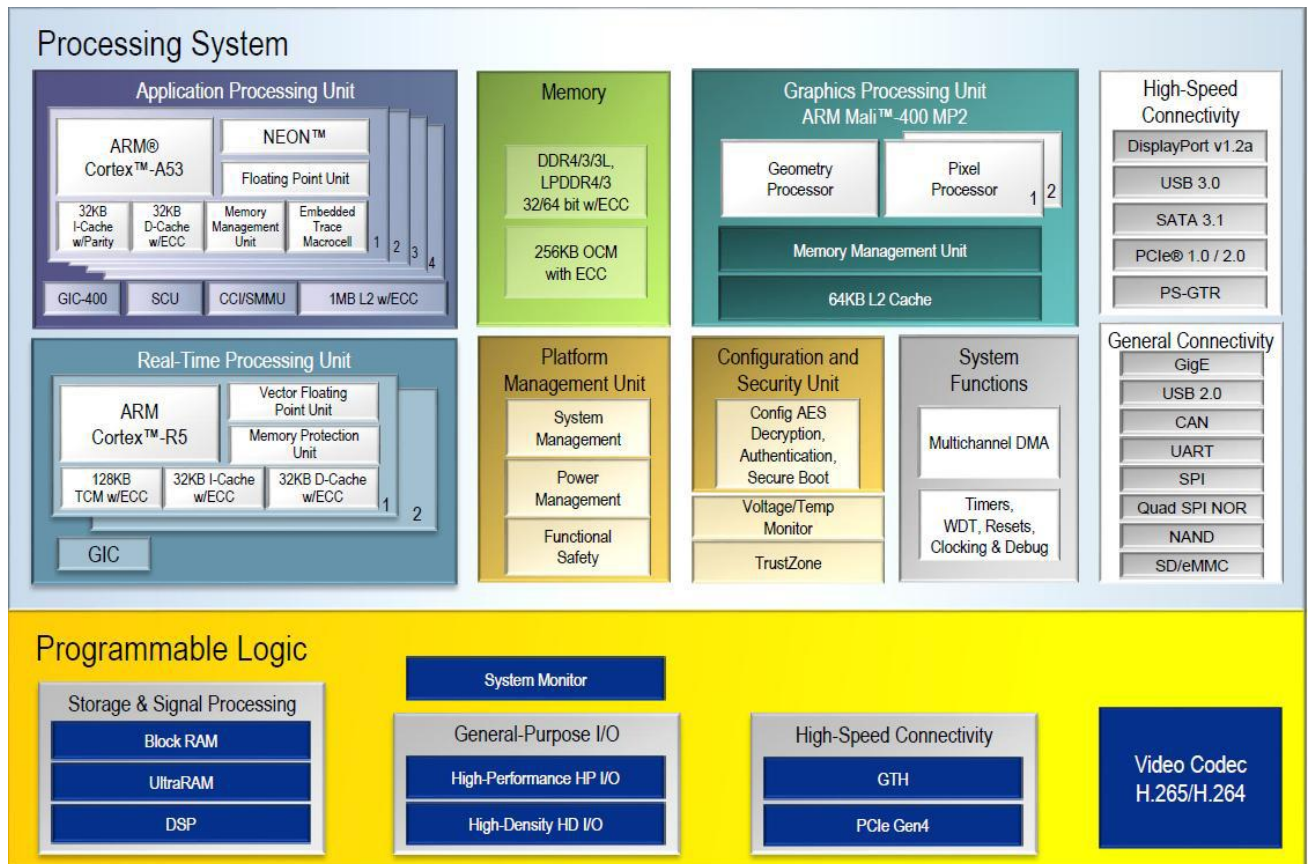 Processing System
Application Processing Unit
ARM®
Cortex™-A53
NEON™
Floating Point Unit
32KB
I-Cache
w/Parity
32KB
D-Cache
w/ECC
Memory
Management
Unit
Embedded
Trace
Macrocell
1
2
3
4
GIC-400
SCU
CCI/SMMU
1MB L2 w/ECC
Memory
DDR4/3/3L,
LPDDR4/3
32/64 bit w/ECC
256KB OCM
with ECC
Graphics Processing Unit
ARM Mali™-400 MP2
Geometry
Processor
Pixel
Processor
1
2
Memory Management Unit
64KB L2 Cache
High-Speed
Connectivity
DisplayPort v1.2a
USB 3.0
SATA 3.1
PCIe® 1.0 / 2.0
PS-GTR
Real-Time Processing Unit
ARM
Cortex™-R5
Vector Floating
Point Unit
Memory Protection
Unit
128KB
TCM w/ECC
32KB I-Cache
w/ECC
32KB D-Cache
w/ECC
1
2
GIC
Platform
Management Unit
System
Management
Power
Management
Functional
Safety
Configuration and
Security Unit
Config AES
Decryption,
Authentication,
Secure Boot
Voltage/Temp
Monitor
TrustZone
System
Functions
Multichannel DMA
Timers,
WDT, Resets,
Clocking & Debug
General Connectivity
GigE
USB 2.0
CAN
UART
SPI
Quad SPI NOR
NAND
SD/eMMC
Programmable Logic
Storage & Signal Processing
Block RAM
UltraRAM
DSP
System Monitor
General-Purpose I/O
High-Performance HP I/O
High-Density HD I/O
High-Speed Connectivity
GTH
PCIe Gen4
Video Codec
H.265/H.264